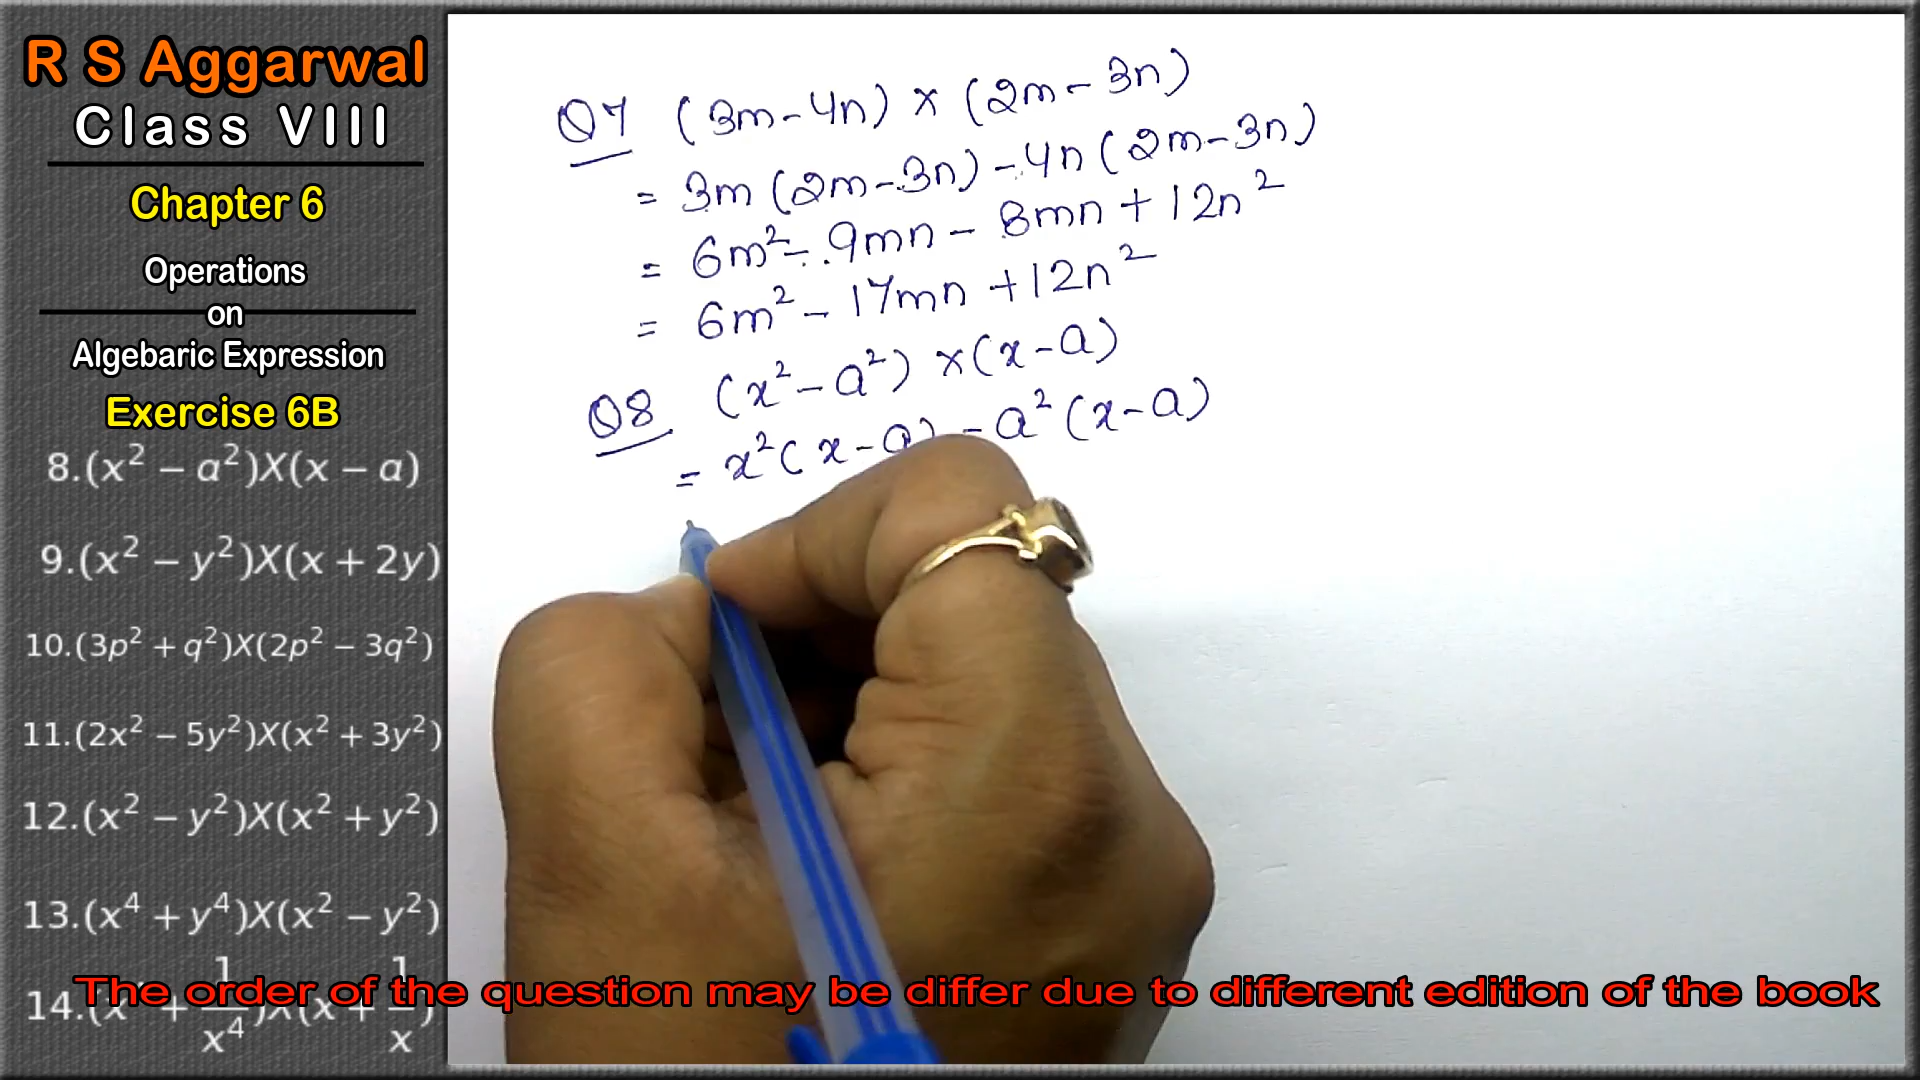 R S Aggarwal
Class VIII
Chapter 6
Operations
on
Algebaric Expression
Exercise 6B
8.(x² − a²)X(x − a)
9.(x² − y²)X(x + 2y)
10.(3p² + q²)X(2p² − 3q²)
11.(2x² − 5y²)X(x² + 3y²)
12.(x² − y²)X(x² + y²)
13.(x⁴ + y⁴)X(x² − y²)
Q7 (3m - 4n) × (2m - 3n)
= 3m (2m - 3n) - 4n (2m - 3n)
= 6m² - 9mn - 8mn + 12n²
= 6m² - 17mn + 12n²
Q8 (x² - a²) × (x - a)
= x² (x - a) - a² (x - a)
The order of the question may be differ due to different edition of the book